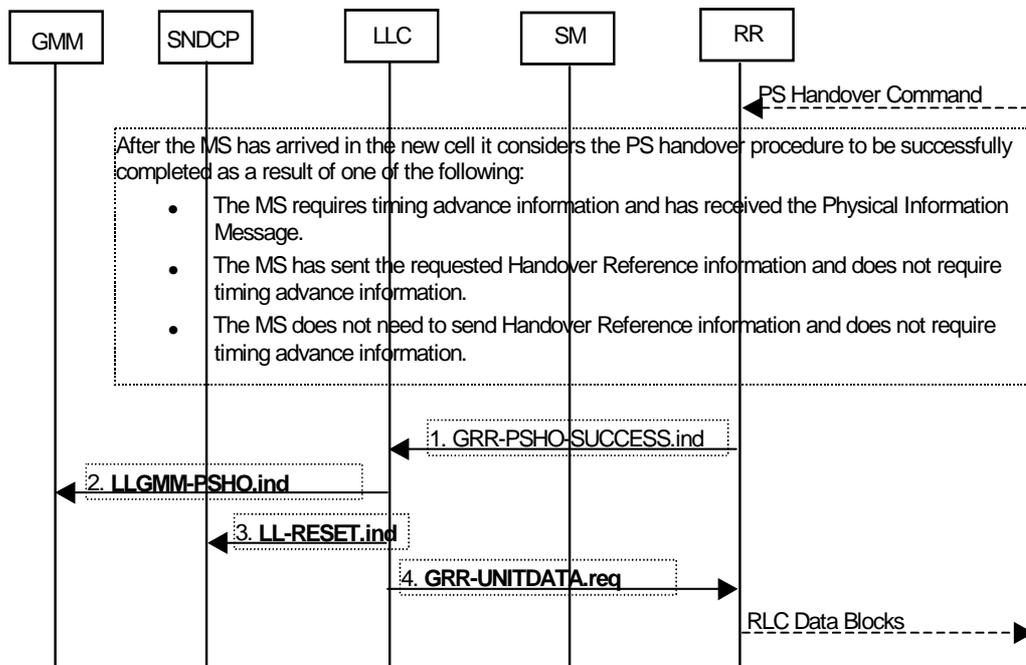 GMM SNDCP LLC SM RR
PS Handover Command
After the MS has arrived in the new cell it considers the PS handover procedure to be successfully
completed as a result of one of the following:
• The MS requires timing advance information and has received the Physical Information
Message.
• The MS has sent the requested Handover Reference information and does not require
timing advance information.
• The MS does not need to send Handover Reference information and does not require
timing advance information.
1. GRR-PSHO-SUCCESS.ind
2. LLGMM-PSHO.ind
3. LL-RESET.ind
4. GRR-UNITDATA.req
RLC Data Blocks